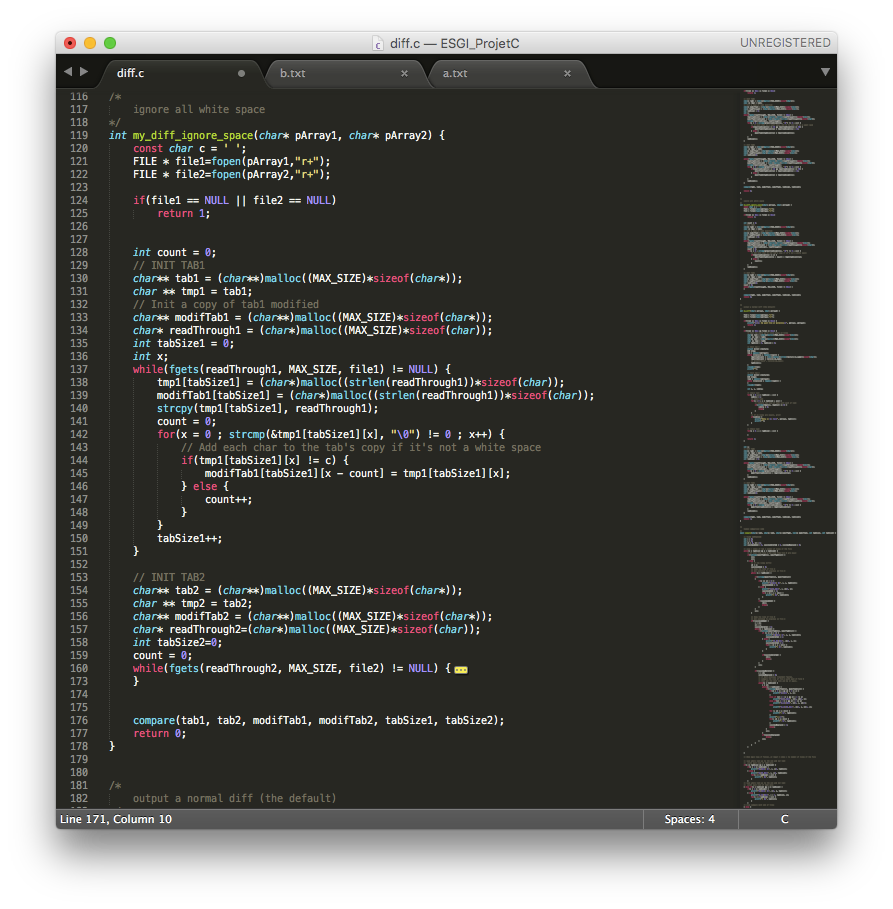 diff.c — ESGI_ProjetC
UNREGISTERED
diff.c
b.txt
a.txt
116 /*
117     ignore all white space
118 */
119 int my_diff_ignore_space(char* pArray1, char* pArray2) {
120     const char c = ' ';
121     FILE * file1=fopen(pArray1,"r+");
122     FILE * file2=fopen(pArray2,"r+");
123
124     if(file1 == NULL || file2 == NULL)
125         return 1;
126
127
128     int count = 0;
129     // INIT TAB1
130     char** tab1 = (char**)malloc((MAX_SIZE)*sizeof(char*));
131     char ** tmp1 = tab1;
132     // Init a copy of tab1 modified
133     char** modifTab1 = (char**)malloc((MAX_SIZE)*sizeof(char*));
134     char* readThrough1 = (char*)malloc((MAX_SIZE)*sizeof(char));
135     int tabSize1 = 0;
136     int x;
137     while(fgets(readThrough1, MAX_SIZE, file1) != NULL) {
138         tmp1[tabSize1] = (char*)malloc((strlen(readThrough1))*sizeof(char));
139         modifTab1[tabSize1] = (char*)malloc((strlen(readThrough1))*sizeof(char));
140         strcpy(tmp1[tabSize1], readThrough1);
141         count = 0;
142         for(x = 0 ; strcmp(&tmp1[tabSize1][x], "\0") != 0 ; x++) {
143             // Add each char to the tab's copy if it's not a white space
144             if(tmp1[tabSize1][x] != c) {
145                 modifTab1[tabSize1][x - count] = tmp1[tabSize1][x];
146             } else {
147                 count++;
148             }
149         }
150         tabSize1++;
151     }
152
153     // INIT TAB2
154     char** tab2 = (char**)malloc((MAX_SIZE)*sizeof(char*));
155     char ** tmp2 = tab2;
156     char** modifTab2 = (char**)malloc((MAX_SIZE)*sizeof(char*));
157     char* readThrough2=(char*)malloc((MAX_SIZE)*sizeof(char));
158     int tabSize2=0;
159     count = 0;
160     while(fgets(readThrough2, MAX_SIZE, file2) != NULL) {
173     }
174
175
176     compare(tab1, tab2, modifTab1, modifTab2, tabSize1, tabSize2);
177     return 0;
178 }
179
180
181 /*
182     output a normal diff (the default)
Line 171, Column 10
Spaces: 4
C